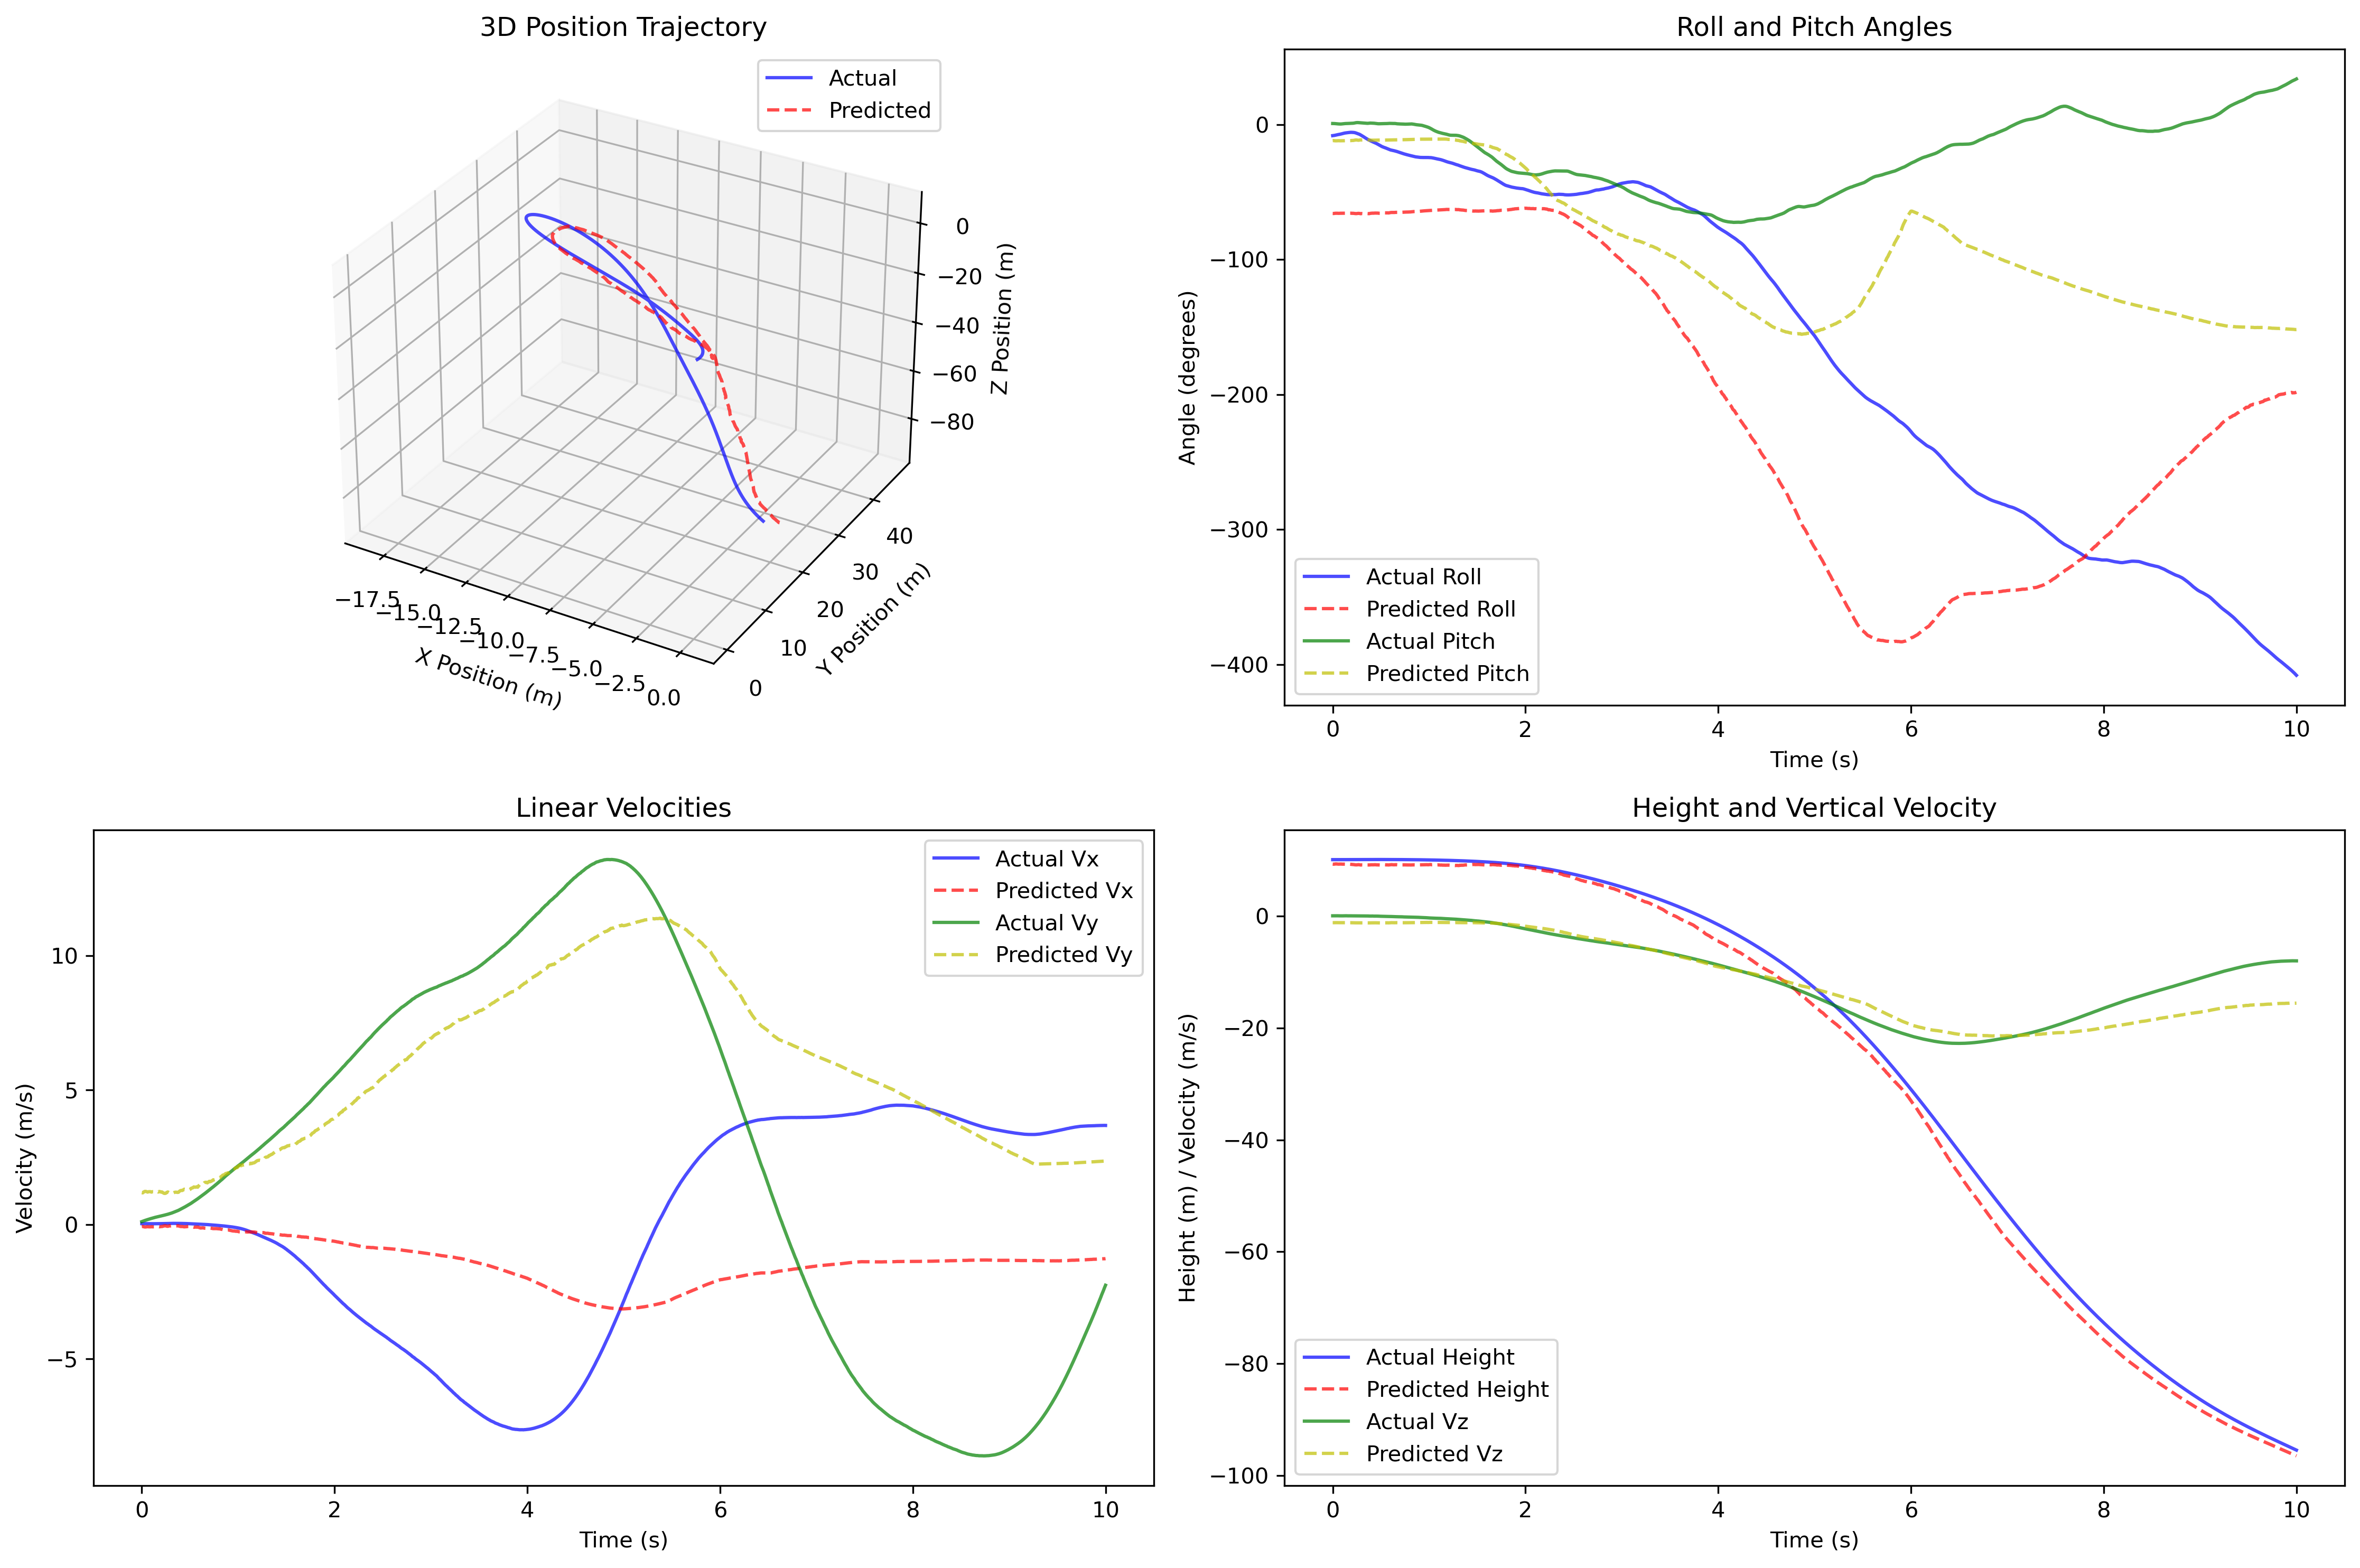 3D Position Trajectory
Actual
Predicted
0
−20
−40
−60
−80
Z Position (m)
40
30
20
10
0
Y Position (m)
−17.5
−15.0
−12.5
−10.0
−7.5
−5.0
−2.5
0.0
X Position (m)
Roll and Pitch Angles
0
−100
−200
−300
−400
Angle (degrees)
Actual Roll
Predicted Roll
Actual Pitch
Predicted Pitch
0 2 4 6 8 10
Time (s)
Linear Velocities
10
5
0
−5
Velocity (m/s)
Actual Vx
Predicted Vx
Actual Vy
Predicted Vy
0 2 4 6 8 10
Time (s)
Height and Vertical Velocity
0
−20
−40
−60
−80
−100
Height (m) / Velocity (m/s)
Actual Height
Predicted Height
Actual Vz
Predicted Vz
0 2 4 6 8 10
Time (s)